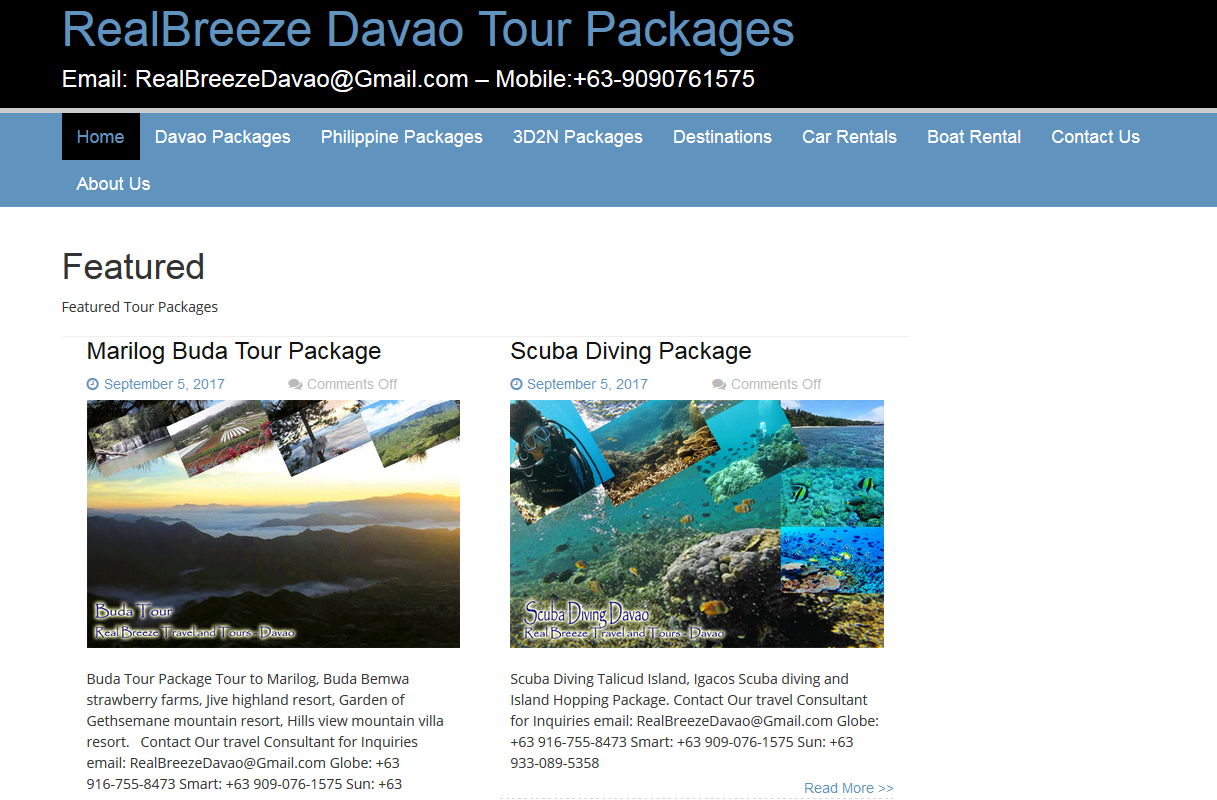 RealBreeze Davao Tour Packages
Email: RealBreezeDavao@Gmail.com – Mobile:+63-9090761575
Home Davao Packages Philippine Packages 3D2N Packages Destinations Car Rentals Boat Rental Contact Us
About Us
Featured
Featured Tour Packages
Marilog Buda Tour Package
September 5, 2017 Comments Off
Buda Tour
Real Breeze Travel and Tours - Davao
Buda Tour Package Tour to Marilog, Buda Bemwa
strawberry farms, Jive highland resort, Garden of
Gethsemane mountain resort, Hills view mountain villa
resort.   Contact Our travel Consultant for Inquiries
email: RealBreezeDavao@Gmail.com Globe: +63
916-755-8473 Smart: +63 909-076-1575 Sun: +63
Scuba Diving Package
September 5, 2017 Comments Off
Scuba Diving Davao
Real Breeze Travel and Tours - Davao
Scuba Diving Talicud Island, Igacos Scuba diving and
Island Hopping Package. Contact Our travel Consultant
for Inquiries email: RealBreezeDavao@Gmail.com Globe:
+63 916-755-8473 Smart: +63 909-076-1575 Sun: +63
933-089-5358
Read More >>